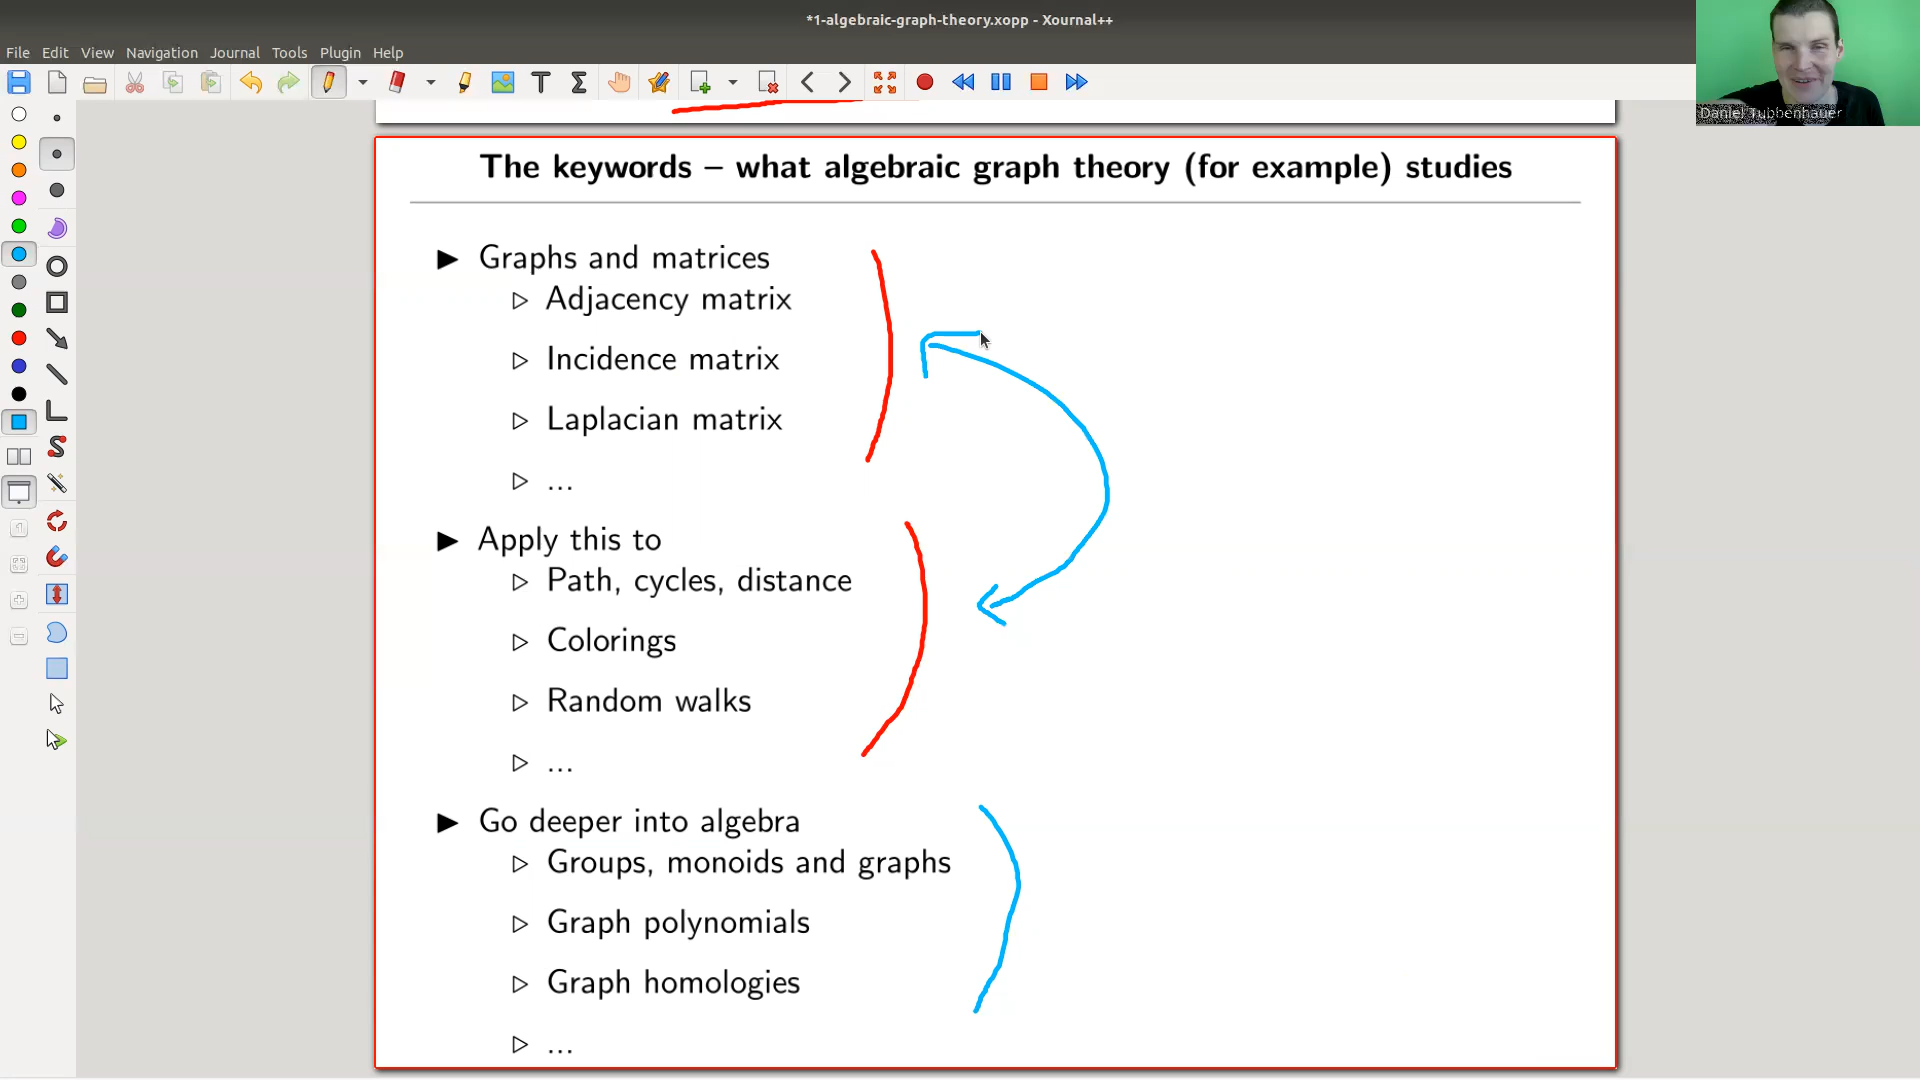 *1-algebraic-graph-theory.xopp - Xournal++
File Edit View Navigation Journal Tools Plugin Help
Daniel Tubbenhauer
The keywords – what algebraic graph theory (for example) studies
▶ Graphs and matrices
▷ Adjacency matrix
▷ Incidence matrix
▷ Laplacian matrix
▷ ...
▶ Apply this to
▷ Path, cycles, distance
▷ Colorings
▷ Random walks
▷ ...
▶ Go deeper into algebra
▷ Groups, monoids and graphs
▷ Graph polynomials
▷ Graph homologies
▷ ...